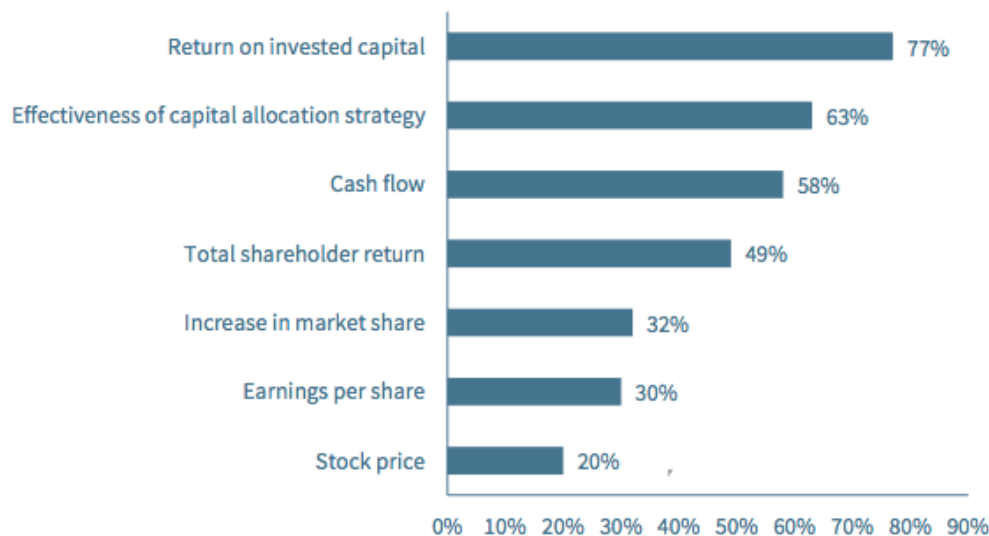 Return on invested capital 77%
Effectiveness of capital allocation strategy 63%
Cash flow 58%
Total shareholder return 49%
Increase in market share 32%
Earnings per share 30%
Stock price 20%
0% 10% 20% 30% 40% 50% 60% 70% 80% 90%